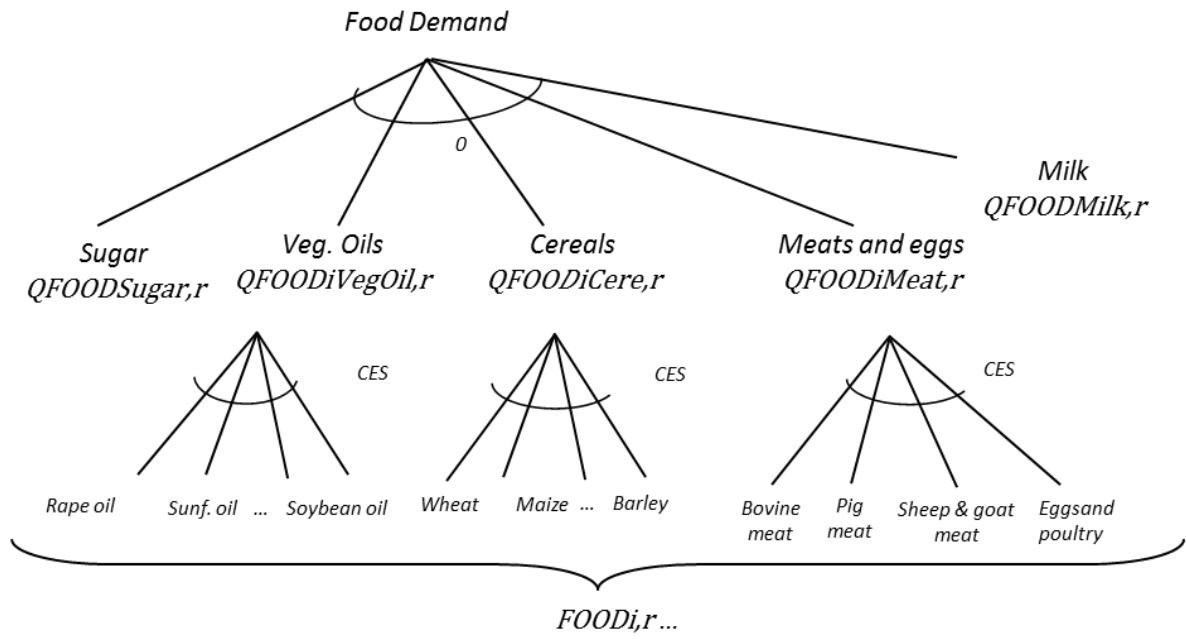 Food Demand
0
Milk
QFOODMilk,r
Sugar
QFOODSugar,r
Veg. Oils
QFOODiVegOil,r
Cereals
QFOODiCere,r
Meats and eggs
QFOODiMeat,r
CES
CES
CES
Rape oil
Sunf. oil ...
Soybean oil
Wheat
Maize ...
Barley
Bovine
meat
Pig
meat
Sheep & goat
meat
Eggsand
poultry
FOODi,r ...